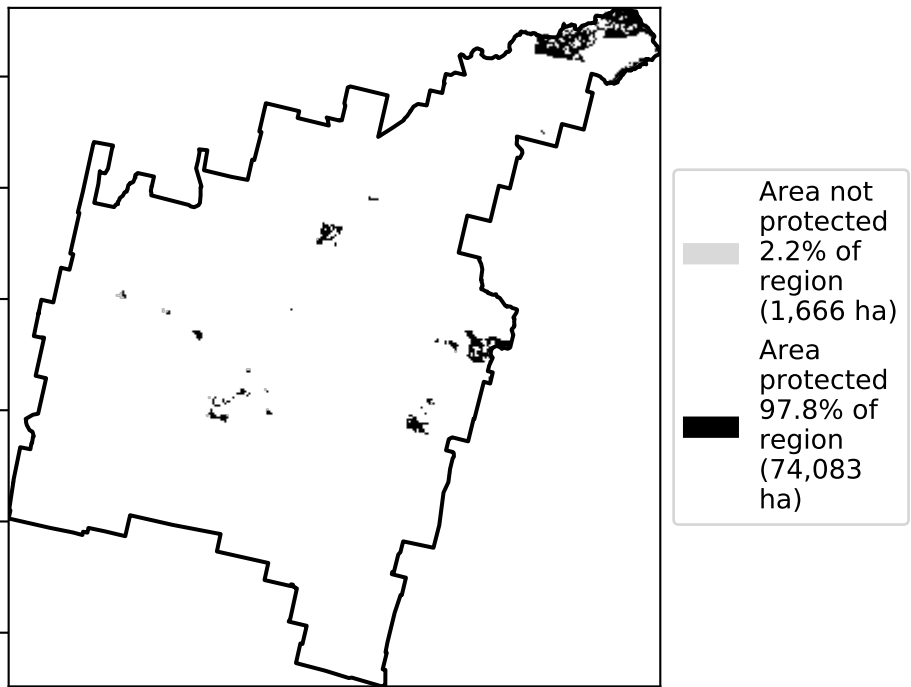 Area not
protected
2.2% of
region
(1,666 ha)
Area
protected
97.8% of
region
(74,083
ha)